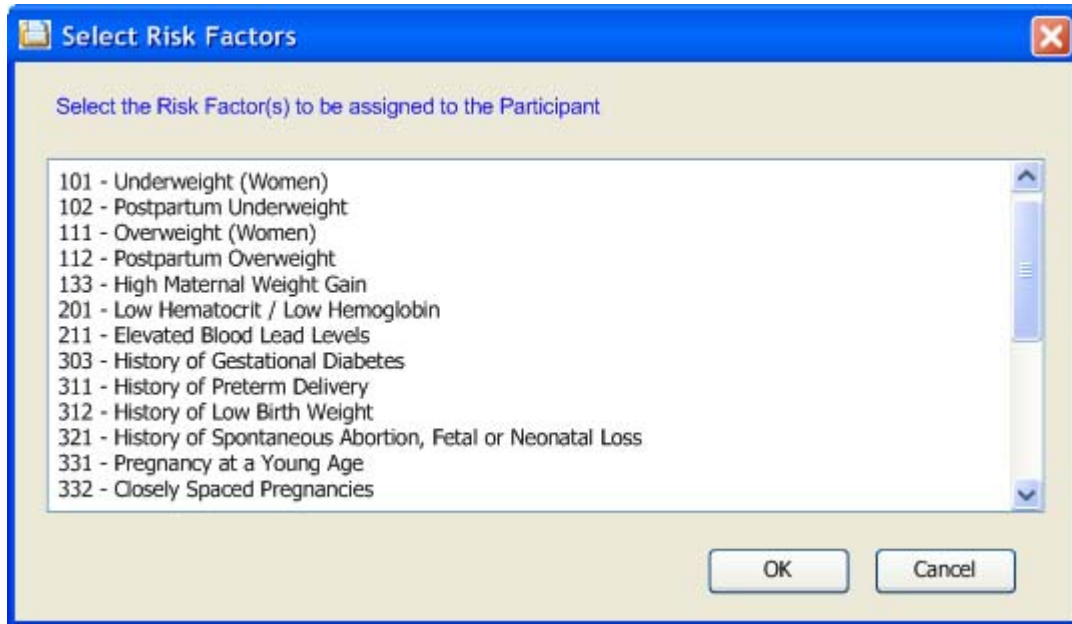 Select Risk Factors
Select the Risk Factor(s) to be assigned to the Participant
101 - Underweight (Women)
102 - Postpartum Underweight
111 - Overweight (Women)
112 - Postpartum Overweight
133 - High Maternal Weight Gain
201 - Low Hematocrit / Low Hemoglobin
211 - Elevated Blood Lead Levels
303 - History of Gestational Diabetes
311 - History of Preterm Delivery
312 - History of Low Birth Weight
321 - History of Spontaneous Abortion, Fetal or Neonatal Loss
331 - Pregnancy at a Young Age
332 - Closely Spaced Pregnancies
OK Cancel